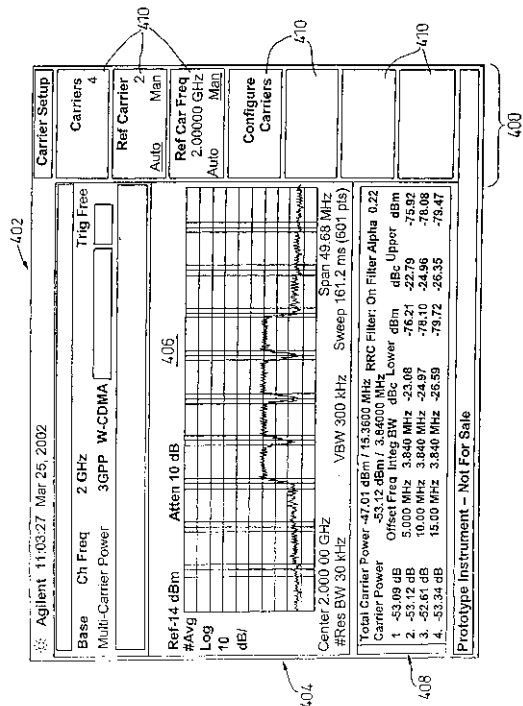 402
Agilent 11:03:27 Mar 25, 2002
Carrier Setup
Base Ch Freq 2 GHz Trig Free
Multi-Carrier Power 3GPP W-CDMA
Carriers
4
Ref Carrier
2
Auto Man
Ref Car Freq
2.00000 GHz
Auto Man
Configure
Carriers
410
410
410
410
400
404
406
408
Ref-14 dBm Atten 10 dB
#Avg
Log
10
dB/
Center 2.000 00 GHz Span 49.68 MHz
#Res BW 30 kHz VBW 300 kHz Sweep 161.2 ms (601 pts)
Total Carrier Power -47.01 dBm / 15.3600 MHz RRC Filter: On Filter Alpha 0.22
Carrier Power -53.12 dBm / 3.84000 MHz
Offset Freq Integ BW dBc Lower dBm dBc Upper dBm
1 -53.09 dB 5.000 MHz 3.840 MHz -23.08 -76.21 -22.79 -75.92
2. -53.12 dB 10.00 MHz 3.840 MHz -24.97 -78.10 -24.96 -78.08
3. -52.61 dB 15.00 MHz 3.840 MHz -26.59 -79.72 -26.35 -79.47
4. -53.34 dB
Prototype Instrument – Not For Sale